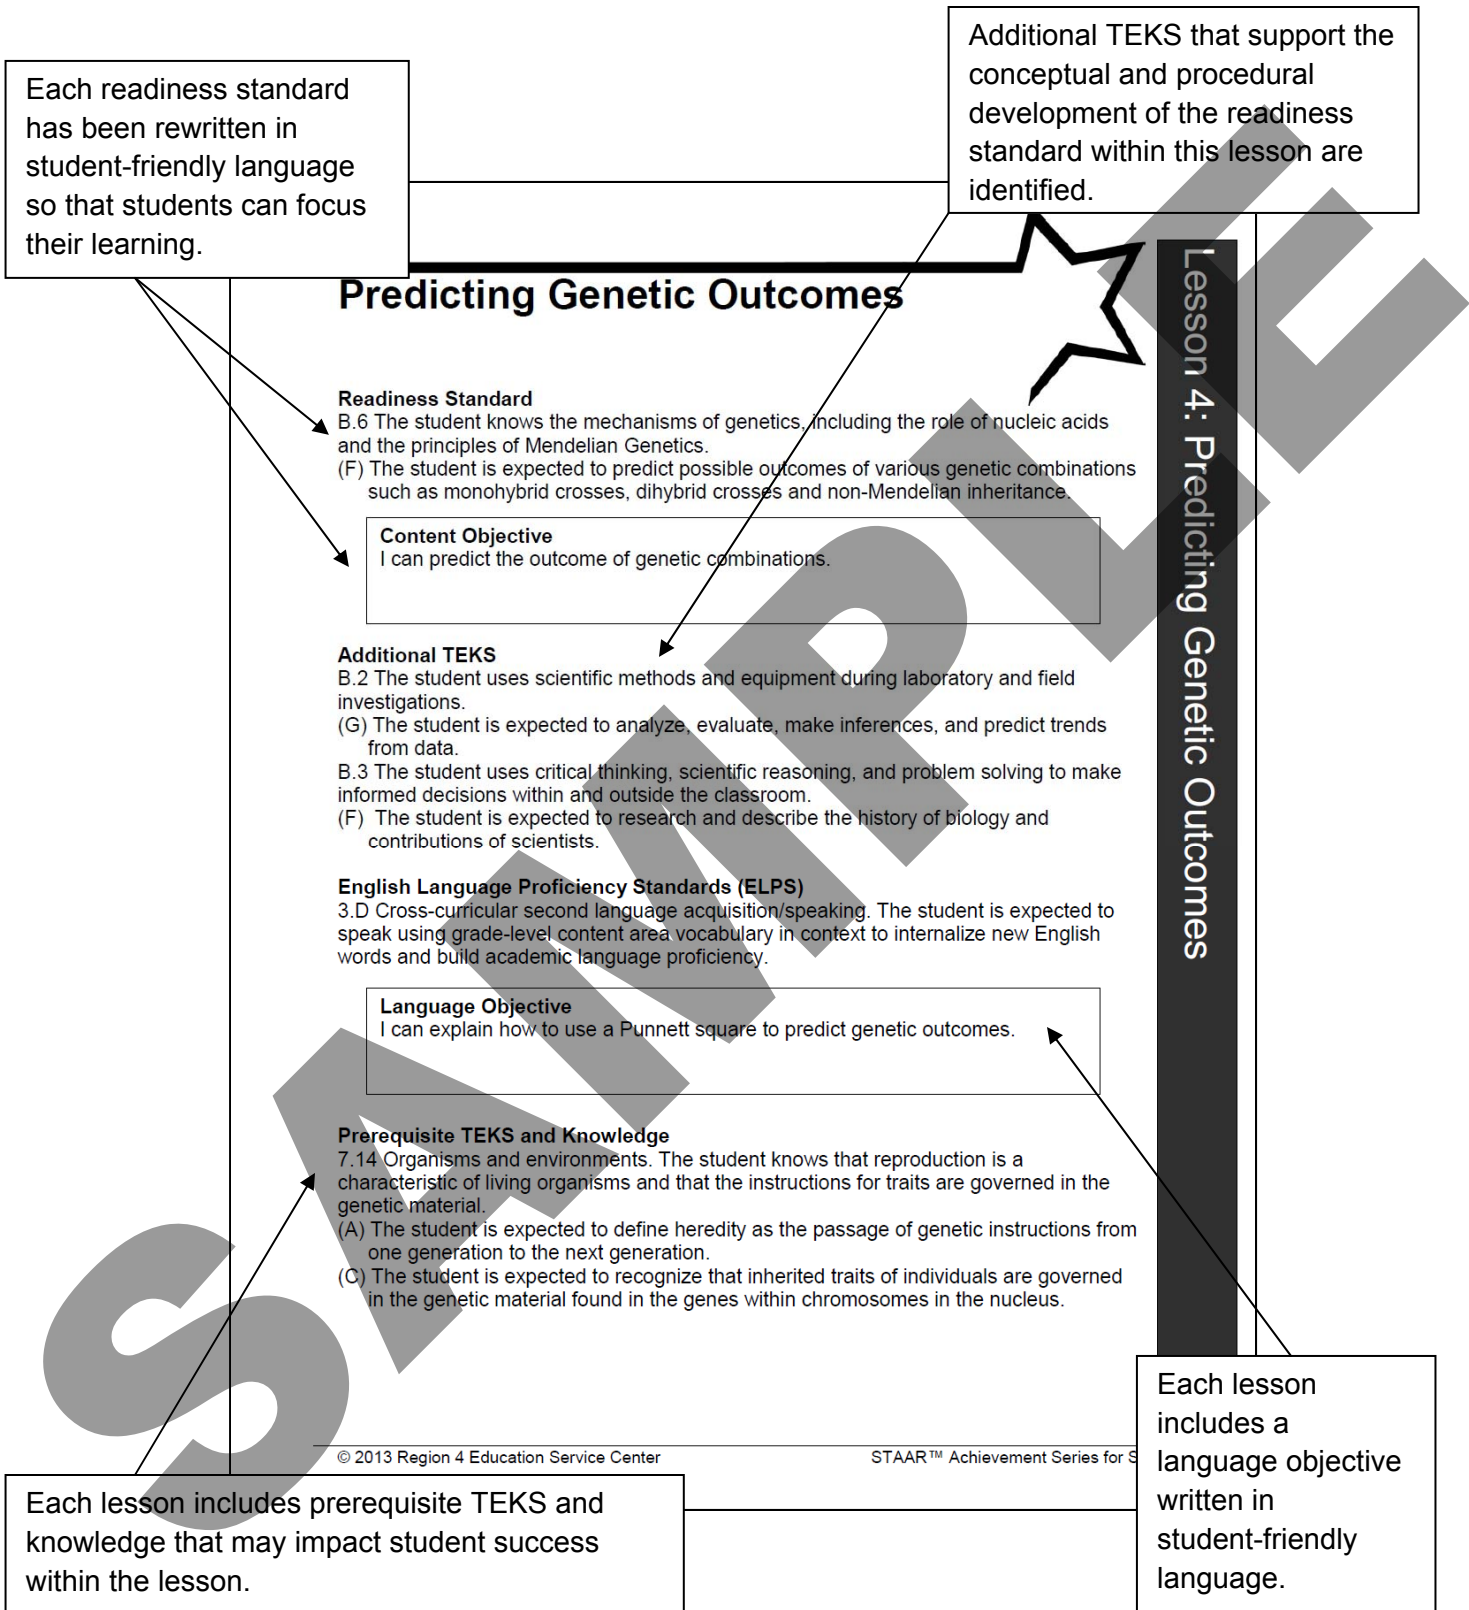 Additional TEKS that support the
conceptual and procedural
development of the readiness
standard within this lesson are
identified.
Each readiness standard
has been rewritten in
student-friendly language
so that students can focus
their learning.
Predicting Genetic Outcomes
Lesson 4: Predicting Genetic Outcomes
Readiness Standard
B.6 The student knows the mechanisms of genetics, including the role of nucleic acids
and the principles of Mendelian Genetics.
(F) The student is expected to predict possible outcomes of various genetic combinations
such as monohybrid crosses, dihybrid crosses and non-Mendelian inheritance.
Content Objective
I can predict the outcome of genetic combinations.
Additional TEKS
B.2 The student uses scientific methods and equipment during laboratory and field
investigations.
(G) The student is expected to analyze, evaluate, make inferences, and predict trends
from data.
B.3 The student uses critical thinking, scientific reasoning, and problem solving to make
informed decisions within and outside the classroom.
(F) The student is expected to research and describe the history of biology and
contributions of scientists.
English Language Proficiency Standards (ELPS)
3.D Cross-curricular second language acquisition/speaking. The student is expected to
speak using grade-level content area vocabulary in context to internalize new English
words and build academic language proficiency.
Language Objective
I can explain how to use a Punnett square to predict genetic outcomes.
Prerequisite TEKS and Knowledge
7.14 Organisms and environments. The student knows that reproduction is a
characteristic of living organisms and that the instructions for traits are governed in the
genetic material.
(A) The student is expected to define heredity as the passage of genetic instructions from
one generation to the next generation.
(C) The student is expected to recognize that inherited traits of individuals are governed
in the genetic material found in the genes within chromosomes in the nucleus.
© 2013 Region 4 Education Service Center
STAAR™ Achievement Series for S
Each lesson
includes a
language objective
written in
student-friendly
language.
Each lesson includes prerequisite TEKS and
knowledge that may impact student success
within the lesson.
SAMPLE